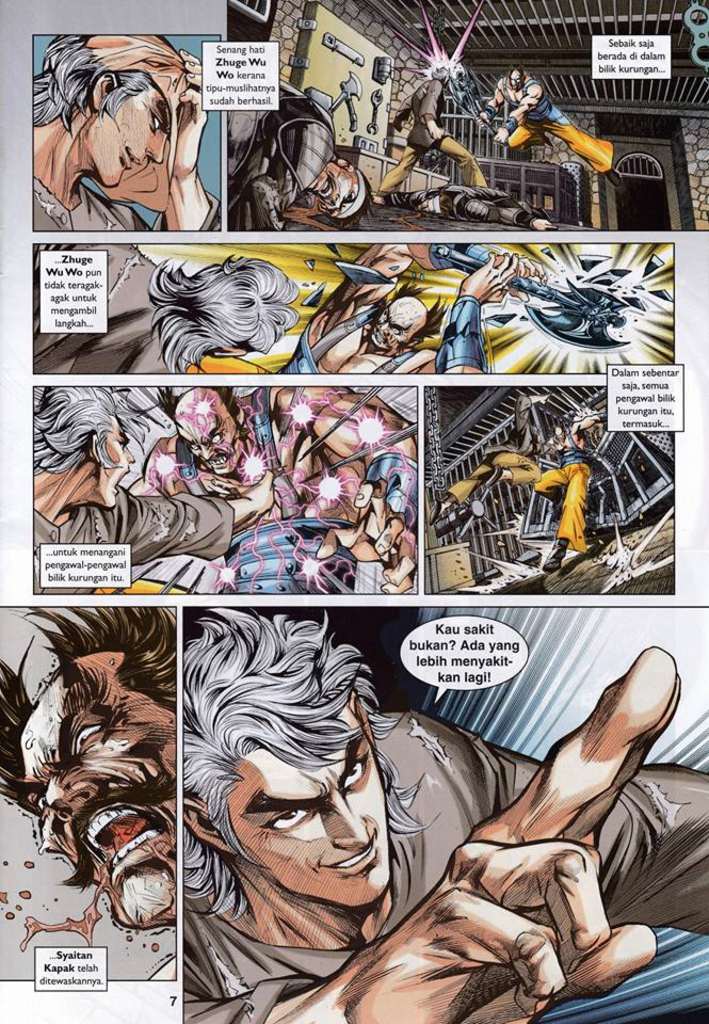 Senang hati
Zhuge Wu
Wo kerana
tipu-muslihatnya
sudah berhasil.
Sebaik saja
berada di dalam
bilik kurungan...
...Zhuge
Wu Wo pun
tidak teragak-
agak untuk
mengambil
langkah...
...untuk menangani
pengawal-pengawal
bilik kurungan itu.
Dalam sebentar
saja, semua
pengawal bilik
kurungan itu,
termasuk...
...Syaitan
Kapak telah
ditewaskannya.
Kau sakit
bukan? Ada yang
lebih menyakit-
kan lagi!
7